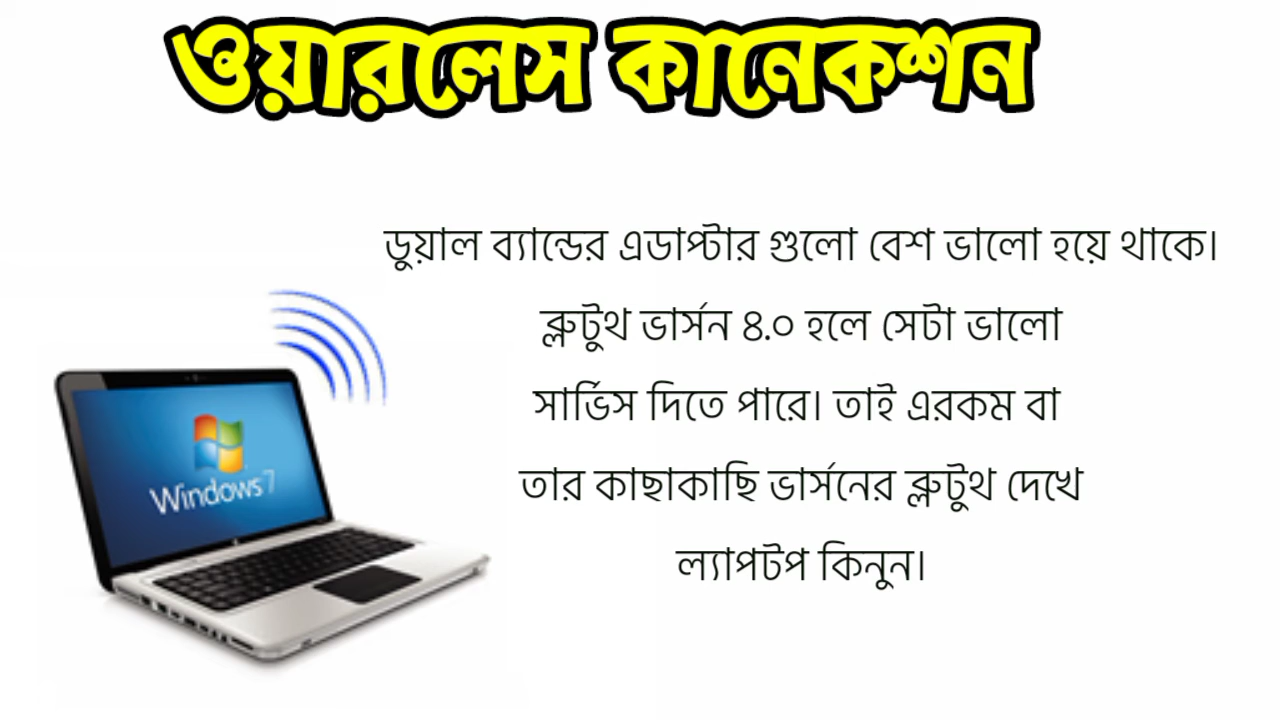 ওয়ারলেস কানেকশন
ডুয়াল ব্যান্ডের এডাপ্টার গুলো বেশ ভালো হয়ে থাকে।
ব্লুটুথ ভার্সন ৪.০ হলে সেটা ভালো
সার্ভিস দিতে পারে। তাই এরকম বা
তার কাছাকাছি ভার্সনের ব্লুটুথ দেখে
ল্যাপটপ কিনুন।
Windows 7